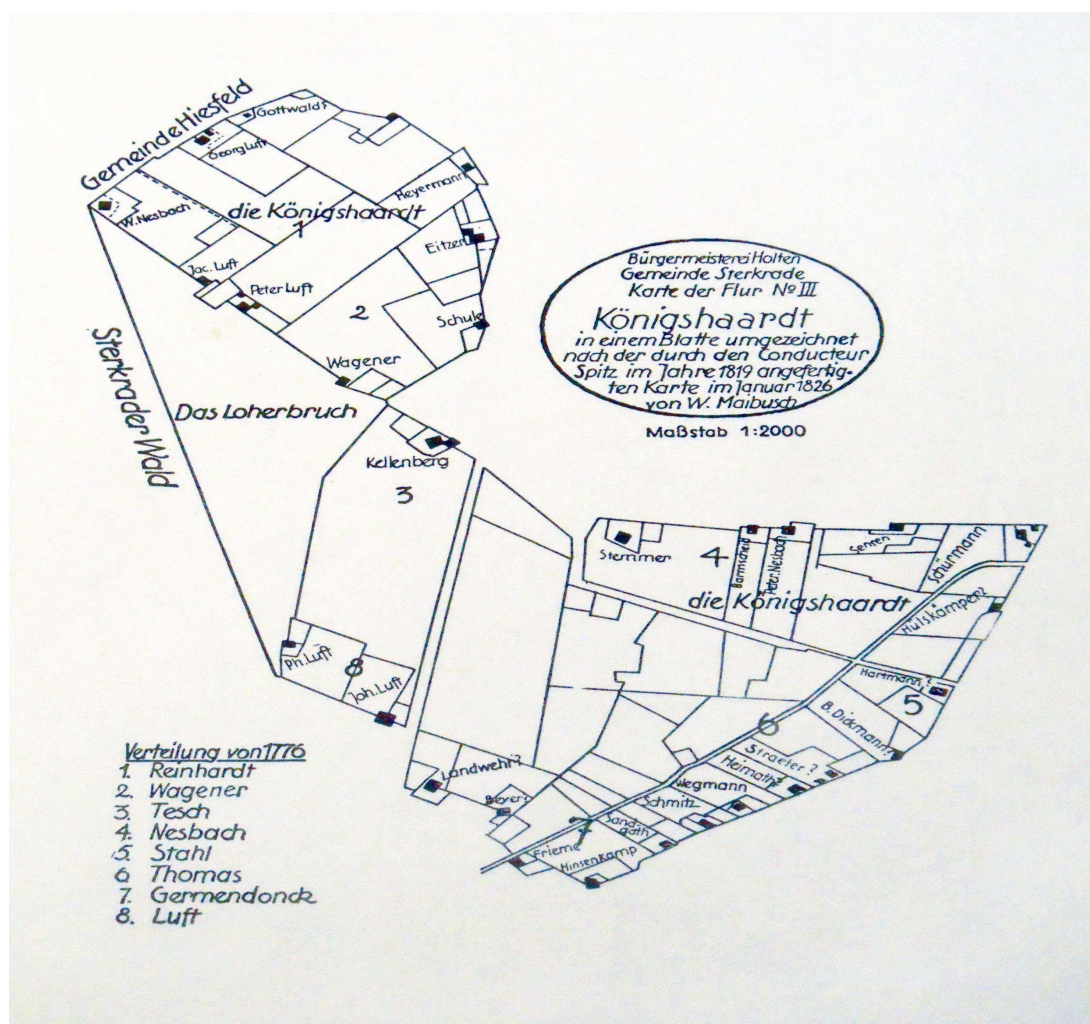 Gemeinde Hiesfeld
Gottwald?
Georg Luft
Heyermann
W. Nesbach
die Königshaardt
1
Eitzen
Jac. Luft
Peter Luft
2
Schule
Wagener
Sterkrader Wald
Das Loherbruch
Kellenberg
3
Bürgermeisterei Holten
Gemeinde Sterkrade
Karte der Flur No III
Königshaardt
in einem Blatte umgezeichnet
nach der durch den Conducteur
Spitz im Jahre 1819 angefertig-
ten Karte im Januar 1826
von W. Maibusch
Maßstab 1:2000
Stemmer
4
Barmscheid
Peter Nesbach
Schürmann
die Königshaardt
Hülskämper?
Hartmann?
5
B. Dickmann?
6
Straeter?
Heimath?
Wegmann
Schmitz
Sand-
gath
7
Frieme
Hinsenkamp
Ph. Luft
8
Joh. Luft
Landwehr?
Beyer?
Verteilung von 1776
1. Reinhardt
2 Wagener
3. Tesch
4. Nesbach
5. Stahl
6 Thomas
7. Germendonck
8. Luft